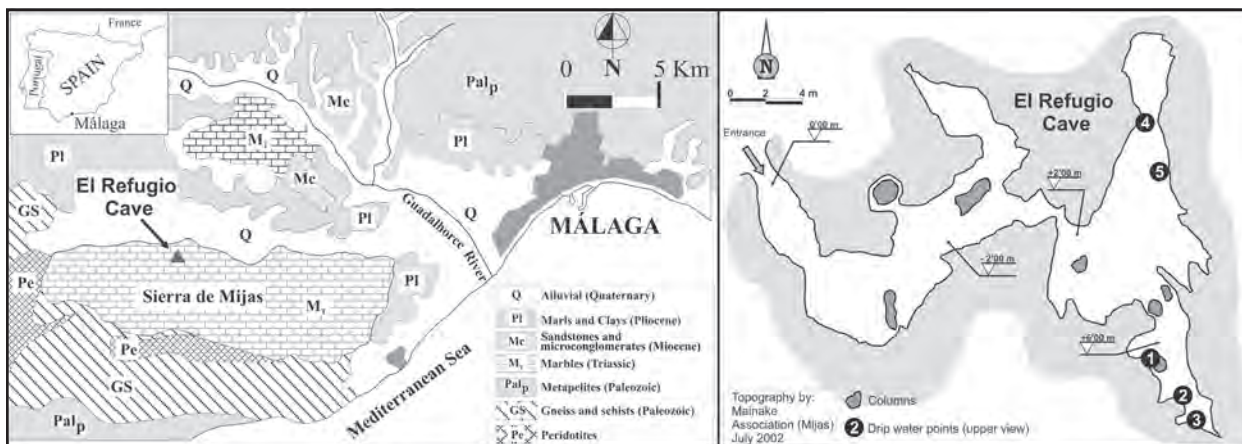 France
Portugal
SPAIN
Málaga
Q
Q
Mc
Palp
N
0 5 Km
Mt
Pl
Pl
Mc
GS
El Refugio
Cave
Pl
Q
Guadalhorce River
Q
MÁLAGA
Pe
Sierra de Mijas
Mt
Pl
Pe
GS
Palp
Mediterranean Sea
Q Alluvial (Quaternary)
Pl Marls and Clays (Pliocene)
Mc Sandstones and
microconglomerates (Miocene)
Mt Marbles (Triassic)
Palp Metapelites (Paleozoic)
GS Gneiss and schists (Paleozoic)
Pe Peridotites
N
0 2 4 m
Entrance
0'00 m
El Refugio
Cave
4
5
+2'00 m
-2'00 m
+6'00 m
1
2
3
Topography by:
Mainake
Association (Mijas)
July 2002
Columns
2 Drip water points (upper view)